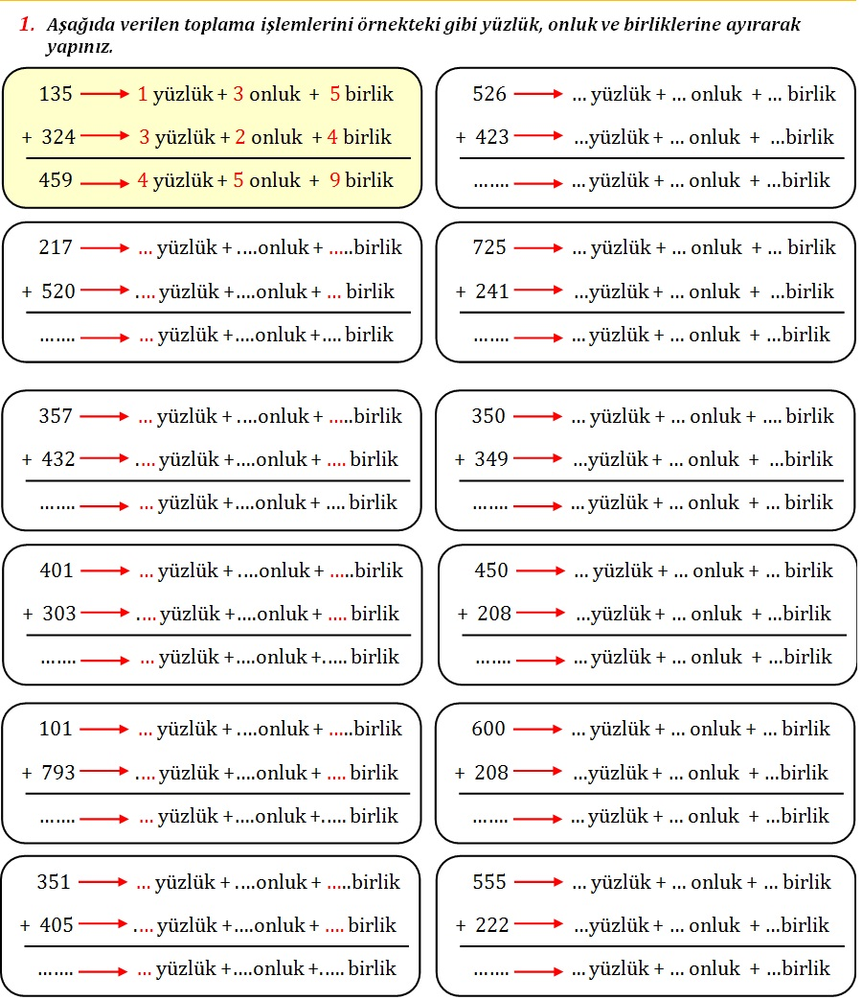 1. Aşağıda verilen toplama işlemlerini örnekteki gibi yüzlük, onluk ve birliklerine ayırarak
yapınız.
135 → 1 yüzlük + 3 onluk + 5 birlik
+ 324 → 3 yüzlük + 2 onluk + 4 birlik
459 → 4 yüzlük + 5 onluk + 9 birlik
526 → ... yüzlük + ... onluk + ... birlik
+ 423 → ...yüzlük + ... onluk + ...birlik
....... → ... yüzlük + ... onluk + ...birlik
217 → ... yüzlük + ....onluk + .....birlik
+ 520 → .... yüzlük +....onluk + ... birlik
....... → ... yüzlük +....onluk +.... birlik
725 → ... yüzlük + ... onluk + ... birlik
+ 241 → ...yüzlük + ... onluk + ...birlik
....... → ... yüzlük + ... onluk + ...birlik
357 → ... yüzlük + ....onluk + .....birlik
+ 432 → .... yüzlük +....onluk + .... birlik
....... → ... yüzlük +....onluk + .... birlik
350 → ... yüzlük + ... onluk + .... birlik
+ 349 → ...yüzlük + ... onluk + ...birlik
....... → ... yüzlük + ... onluk + ... birlik
401 → ... yüzlük + ....onluk + .....birlik
+ 303 → .... yüzlük +....onluk + .... birlik
....... → ... yüzlük +....onluk +..... birlik
450 → ... yüzlük + ... onluk + ... birlik
+ 208 → ...yüzlük + ... onluk + ...birlik
....... → ... yüzlük + ... onluk + ...birlik
101 → ... yüzlük + ....onluk + .....birlik
+ 793 → .... yüzlük +....onluk + .... birlik
....... → ... yüzlük +....onluk +..... birlik
600 → ... yüzlük + ... onluk + ... birlik
+ 208 → ...yüzlük + ... onluk + ...birlik
....... → ... yüzlük + ... onluk + ...birlik
351 → ... yüzlük + ....onluk + .....birlik
+ 405 → .... yüzlük +....onluk + .... birlik
....... → ... yüzlük +....onluk +..... birlik
555 → ... yüzlük + ... onluk + ... birlik
+ 222 → ...yüzlük + ... onluk + ...birlik
....... → ... yüzlük + ... onluk + ...birlik